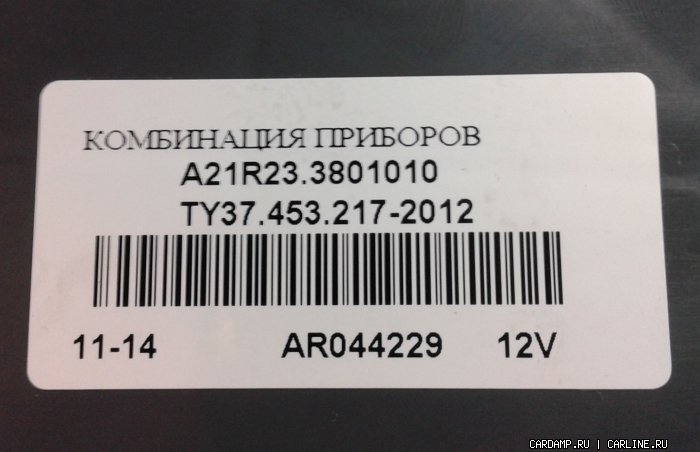 КОМБИНАЦИЯ ПРИБОРОВ
A21R23.3801010
ТУ37.453.217-2012
11-14 AR044229 12V
CARDAMP.RU | CARLINE.RU